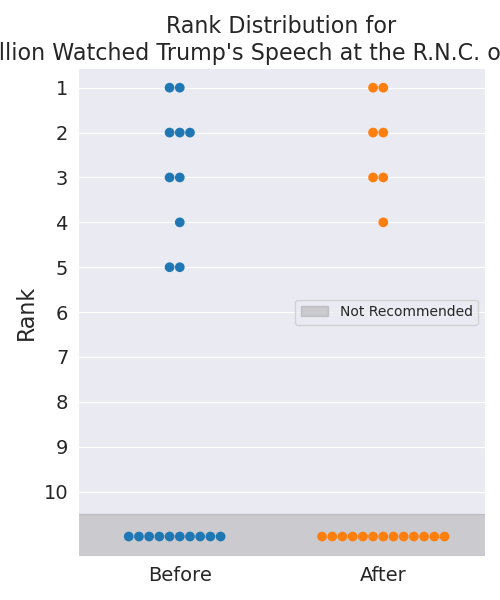 Rank Distribution for
llion Watched Trump's Speech at the R.N.C. o
1
2
3
4
5
6
7
8
9
10
Rank
Not Recommended
Before After